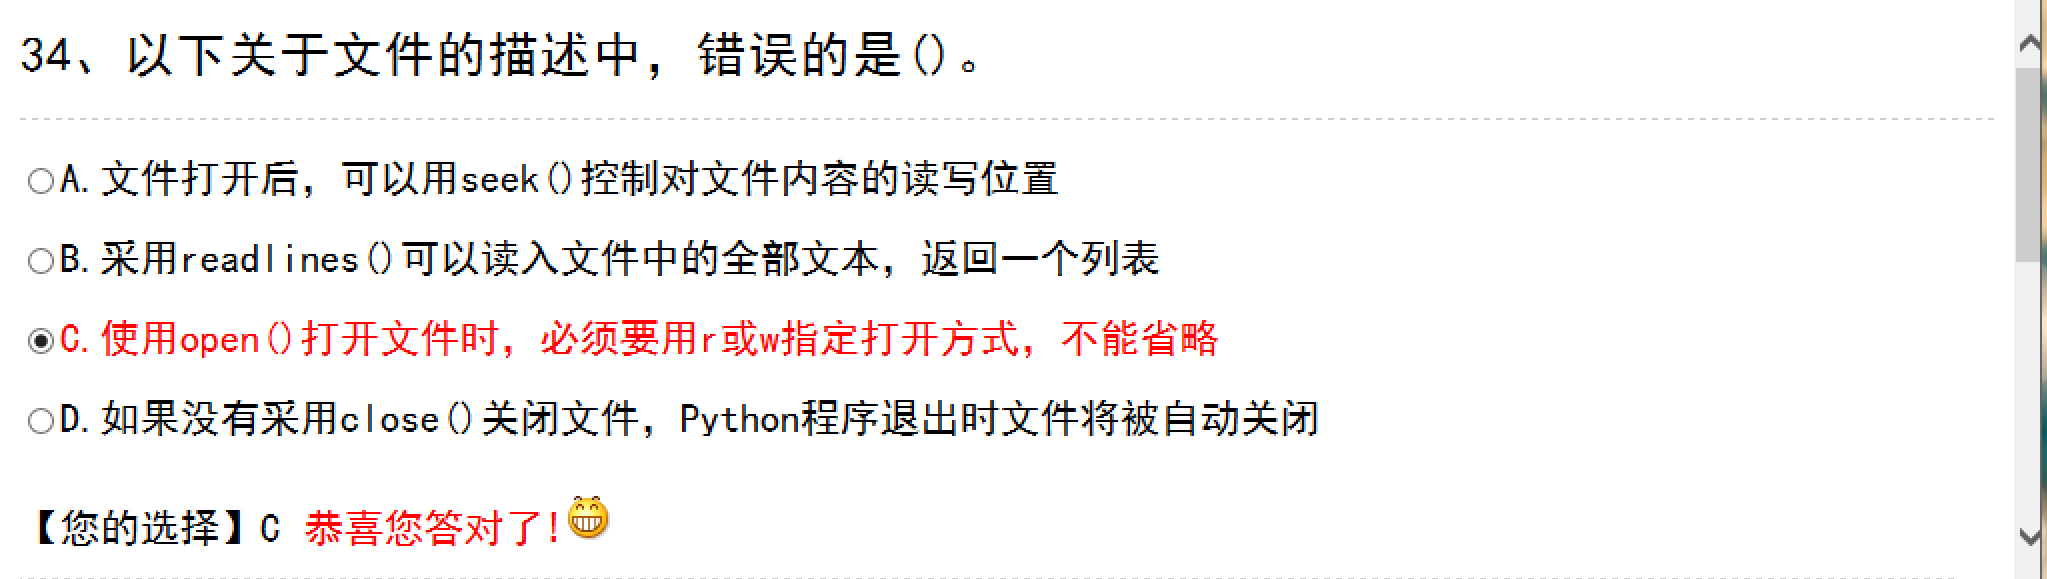 34、以下关于文件的描述中，错误的是()。
A.文件打开后，可以用seek()控制对文件内容的读写位置
B.采用readlines()可以读入文件中的全部文本，返回一个列表
C.使用open()打开文件时，必须要用r或w指定打开方式，不能省略
D.如果没有采用close()关闭文件，Python程序退出时文件将被自动关闭
【您的选择】C 恭喜您答对了!